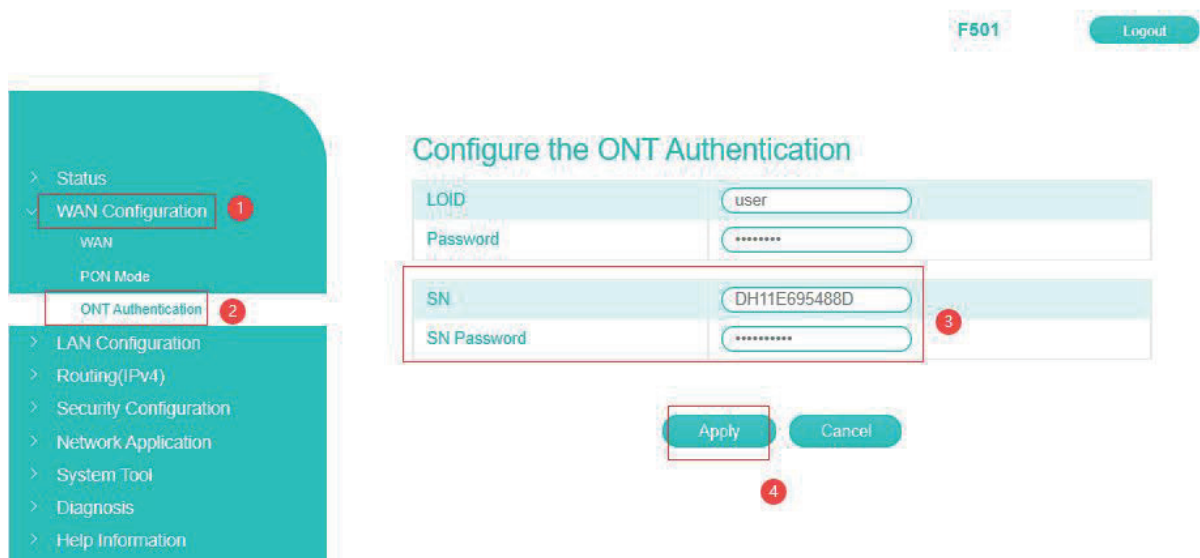 F501
Logout
Status
WAN Configuration
1
WAN
PON Mode
ONT Authentication
2
LAN Configuration
Routing(IPv4)
Security Configuration
Network Application
System Tool
Diagnosis
Help Information
Configure the ONT Authentication
LOID user
Password ••••••••
SN DH11E695488D
3
SN Password ••••••••••
Apply Cancel
4